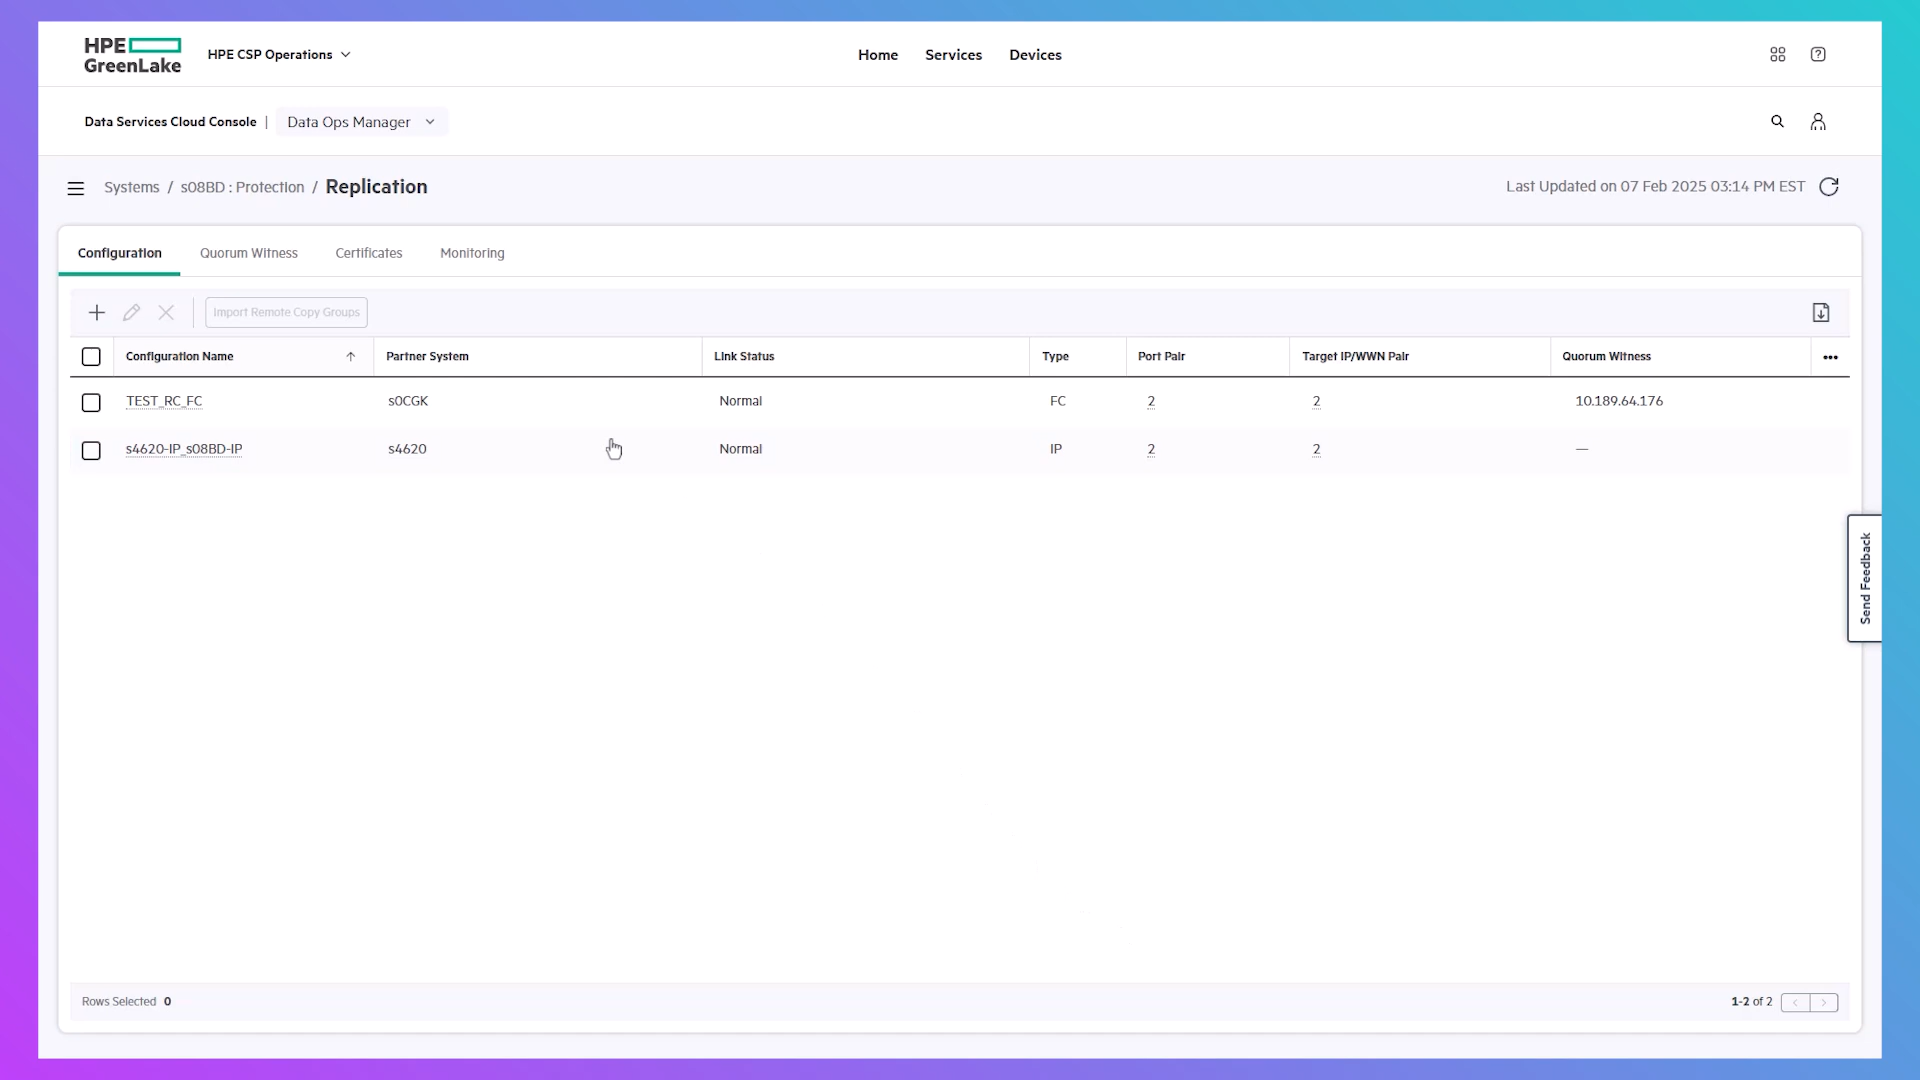 HPE
GreenLake
HPE CSP Operations
Home Services Devices
Data Services Cloud Console | Data Ops Manager
Systems / s08BD : Protection / Replication
Last Updated on 07 Feb 2025 03:14 PM EST
Configuration Quorum Witness Certificates Monitoring
Import Remote Copy Groups
Configuration Name Partner System Link Status Type Port Pair Target IP/WWN Pair Quorum Witness
TEST_RC_FC s0CGK Normal FC 2 2 10.189.64.176
s4620-IP_s08BD-IP s4620 Normal IP 2 2 —
Send Feedback
Rows Selected 0
1-2 of 2